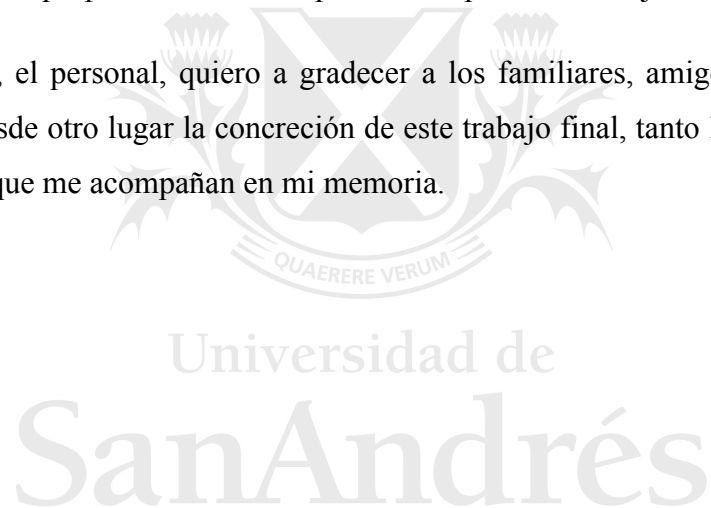 , el personal, quiero a gradecer a los familiares, amig
sde otro lugar la concreción de este trabajo final, tanto
que me acompañan en mi memoria.
QUAERERE VERUM
Universidad de
SanAndrés